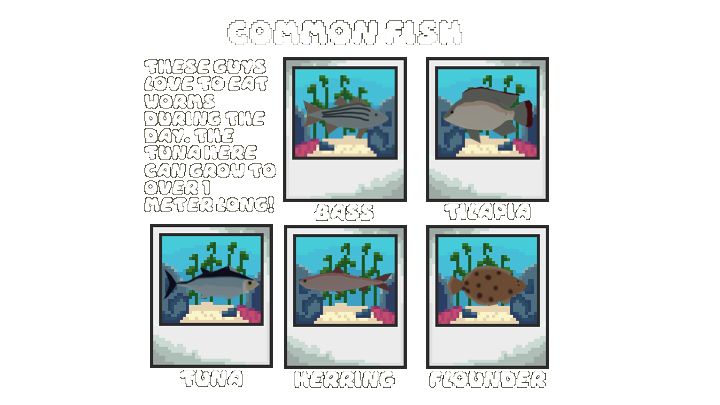 COMMON FISH
THESE GUYS
LOVE TO EAT
WORMS
DURING THE
DAY. THE
TUNA HERE
CAN GROW TO
OVER 1
METER LONG!
BASS
TILAPIA
TUNA
HERRING
FLOUNDER